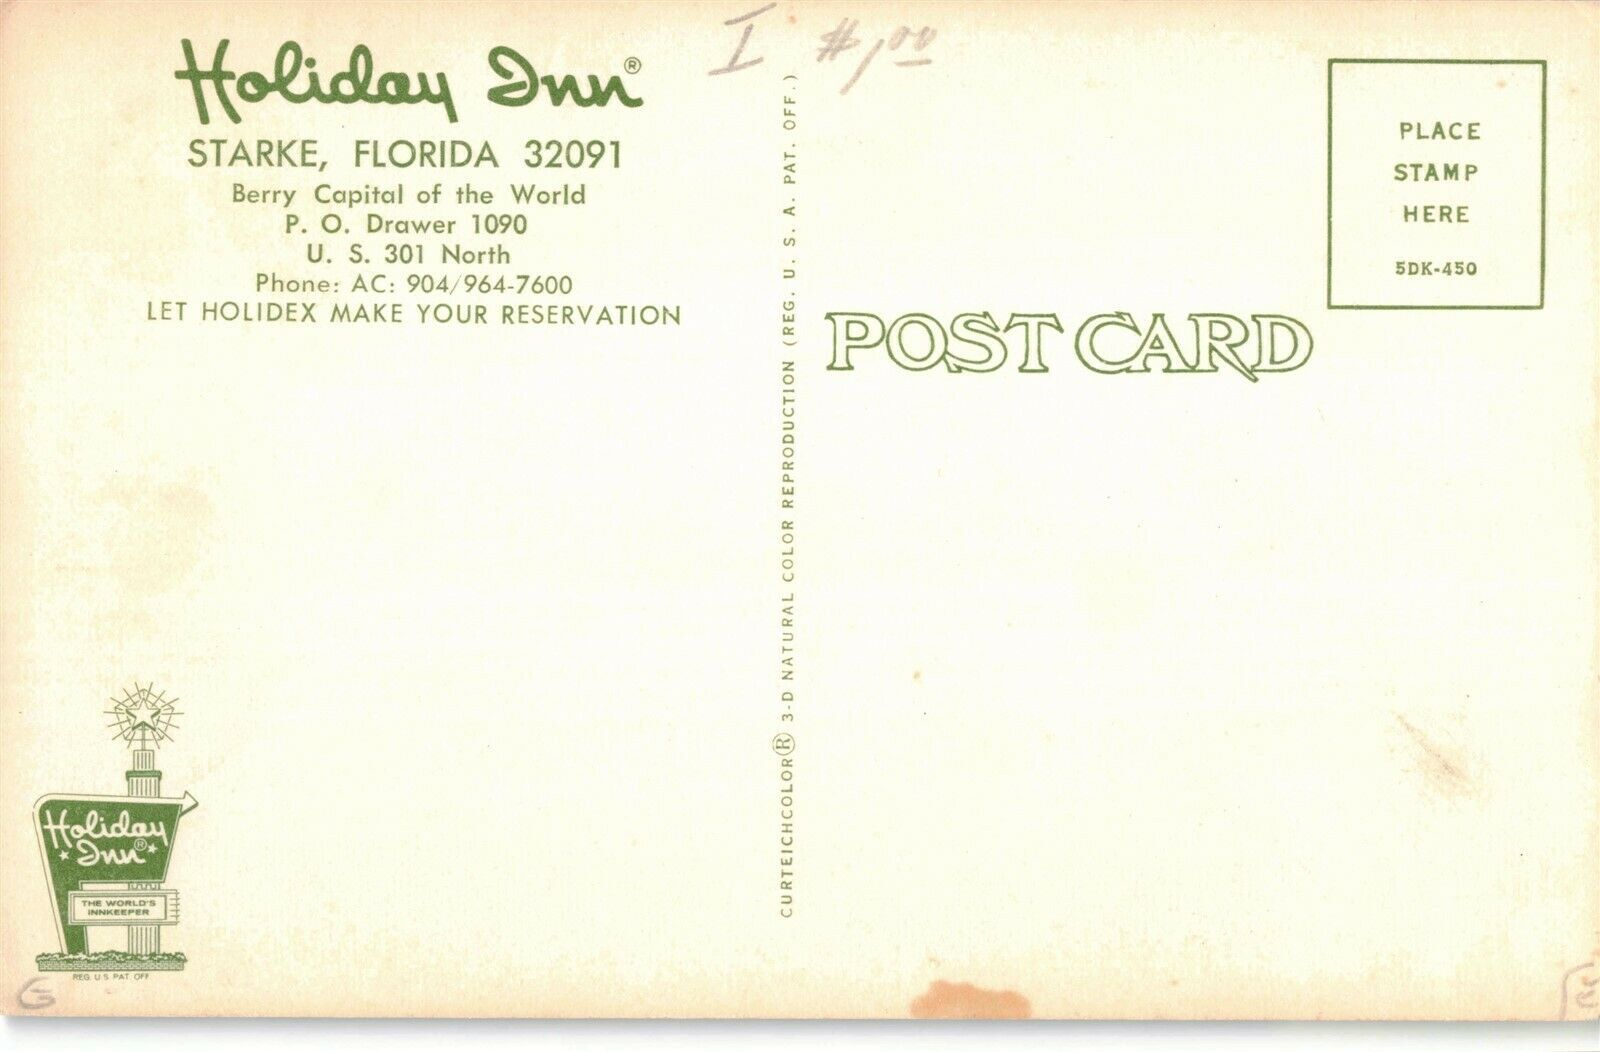 Holiday Inn®
STARKE, FLORIDA 32091
Berry Capital of the World
P. O. Drawer 1090
U. S. 301 North
Phone: AC: 904/964-7600
LET HOLIDEX MAKE YOUR RESERVATION
I $1.00
CURTEICHCOLOR® 3-D NATURAL COLOR REPRODUCTION (REG. U. S. A. PAT. OFF.)
PLACE
STAMP
HERE
5DK-450
POST CARD
Holiday
Inn®
THE WORLD'S
INNKEEPER
REG. U.S. PAT. OFF.
G